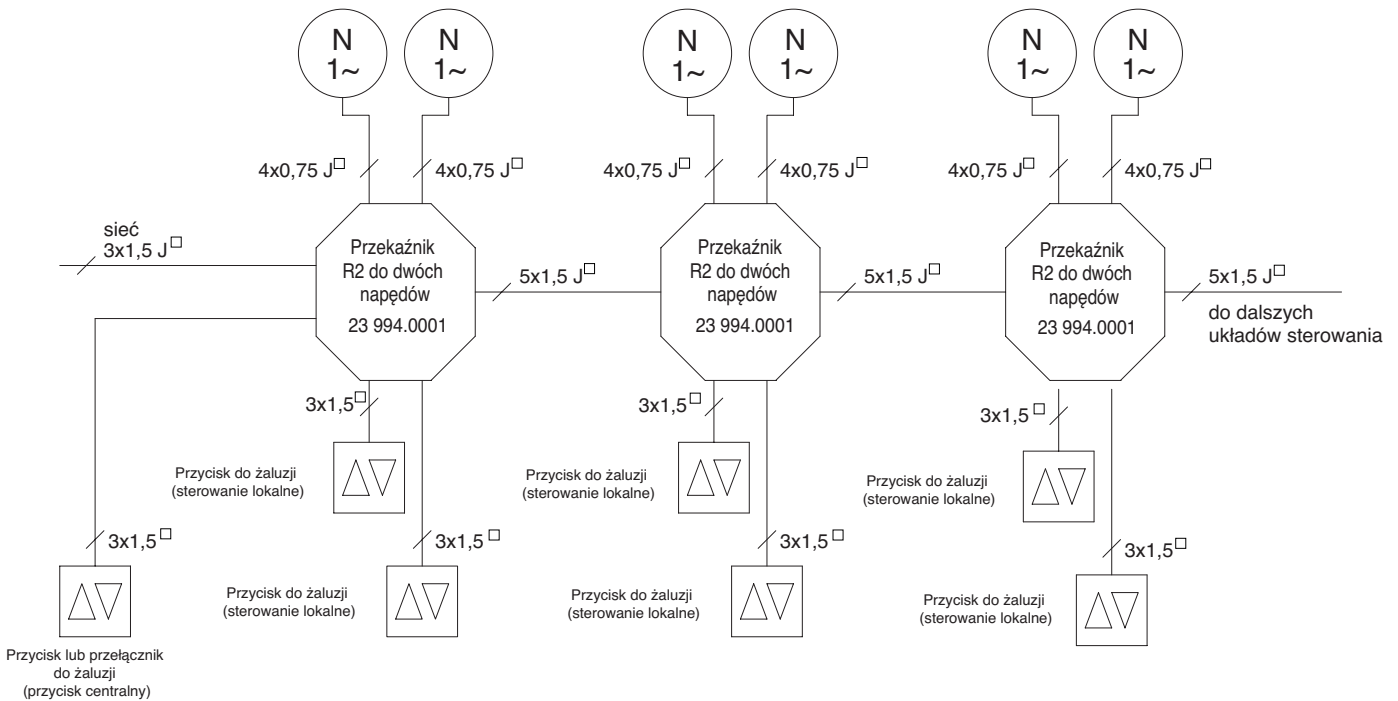 N
1~
N
1~
N
1~
N
1~
N
1~
N
1~
4x0,75 J□
4x0,75 J□
4x0,75 J□
4x0,75 J□
4x0,75 J□
4x0,75 J□
sieć
3x1,5 J□
Przekaźnik
R2 do dwóch
napędów
23 994.0001
5x1,5 J□
Przekaźnik
R2 do dwóch
napędów
23 994.0001
5x1,5 J□
Przekaźnik
R2 do dwóch
napędów
23 994.0001
5x1,5 J□
do dalszych
układów sterowania
3x1,5□
3x1,5□
3x1,5□
Przycisk do żaluzji
(sterowanie lokalne)
Przycisk do żaluzji
(sterowanie lokalne)
Przycisk do żaluzji
(sterowanie lokalne)
3x1,5□
3x1,5□
3x1,5□
3x1,5□
Przycisk do żaluzji
(sterowanie lokalne)
Przycisk do żaluzji
(sterowanie lokalne)
Przycisk do żaluzji
(sterowanie lokalne)
Przycisk lub przełącznik
do żaluzji
(przycisk centralny)